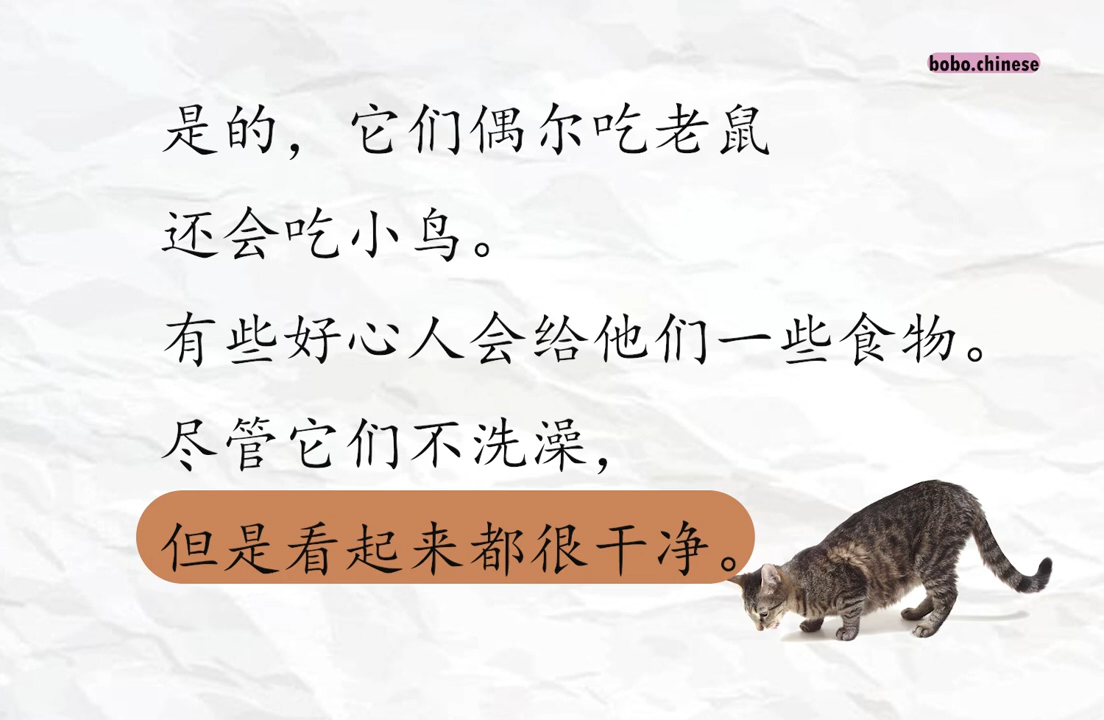 bobo.chinese
是的，它们偶尔吃老鼠
还会吃小鸟。
有些好心人会给他们一些食物。
尽管它们不洗澡，
但是看起来都很干净。